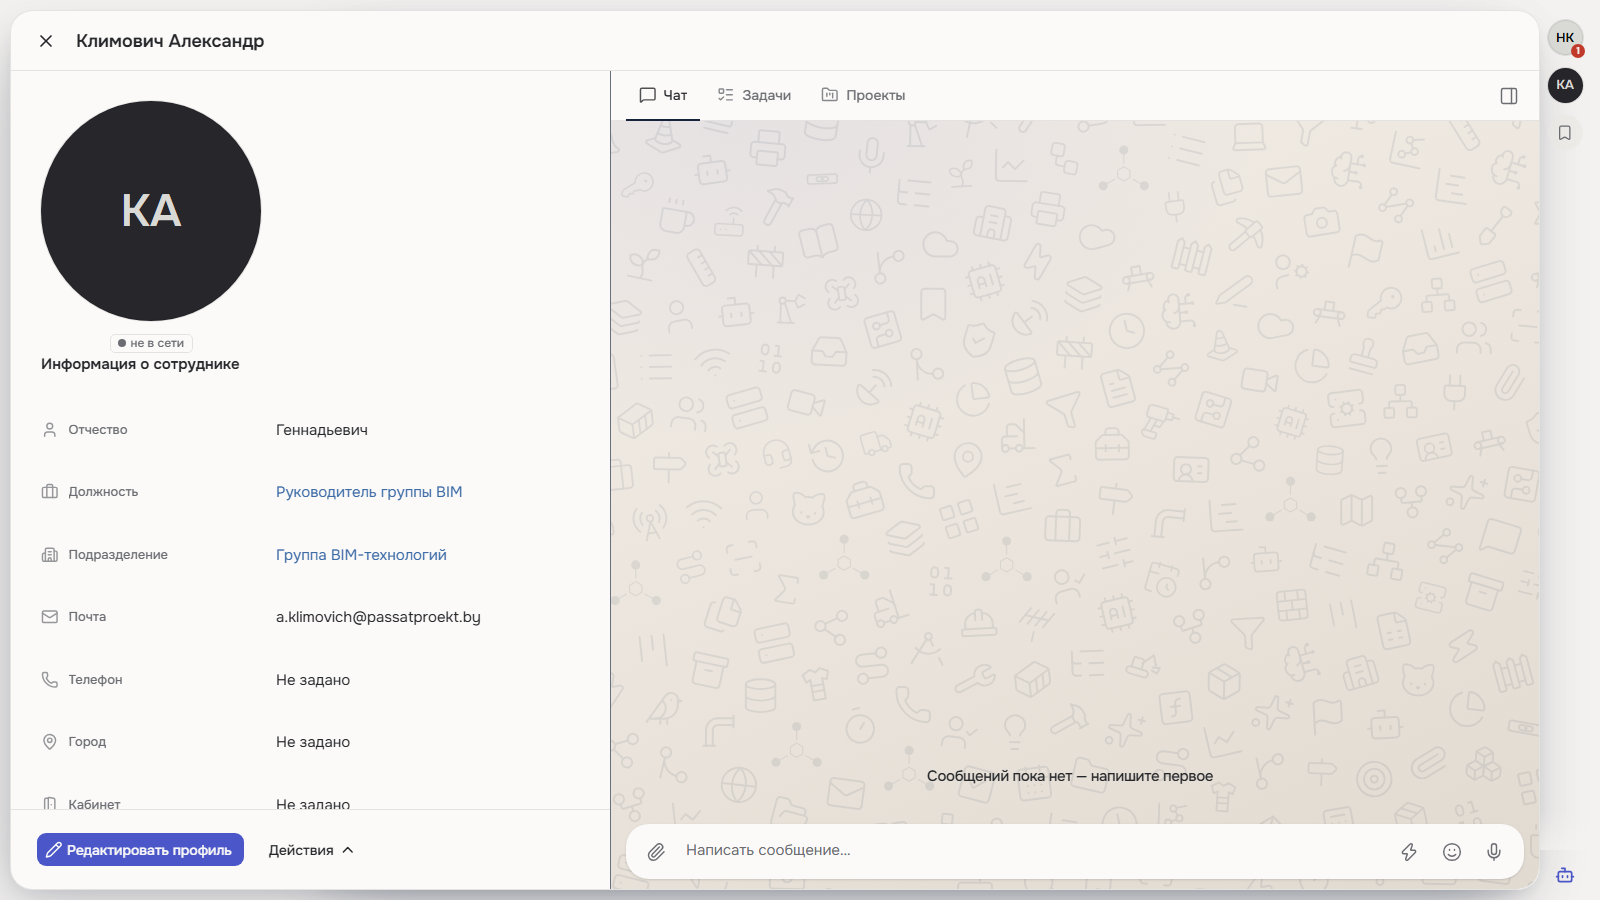 Климович Александр
НК
1
КА
КА
не в сети
Информация о сотруднике
Отчество
Геннадьевич
Должность
Руководитель группы BIM
Подразделение
Группа BIM-технологий
Почта
a.klimovich@passatproekt.by
Телефон
Не задано
Город
Не задано
Кабинет
Не задано
Редактировать профиль
Действия
Чат
Задачи
Проекты
Сообщений пока нет — напишите первое
Написать сообщение...